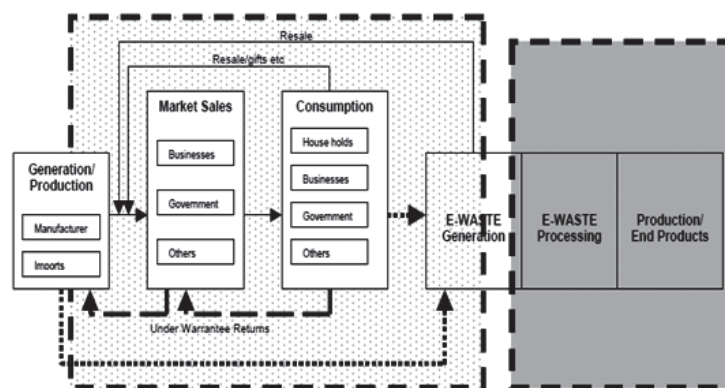 Resale
Resale/gifts etc
Market Sales
Consumption
House holds
Businesses
Businesses
Generation/
Production
E-WASTE
Generation
E-WASTE
Processing
Production/
End Products
Government
Government
Manufacturer
Others
Others
Imorts
Under Warrantee Returns